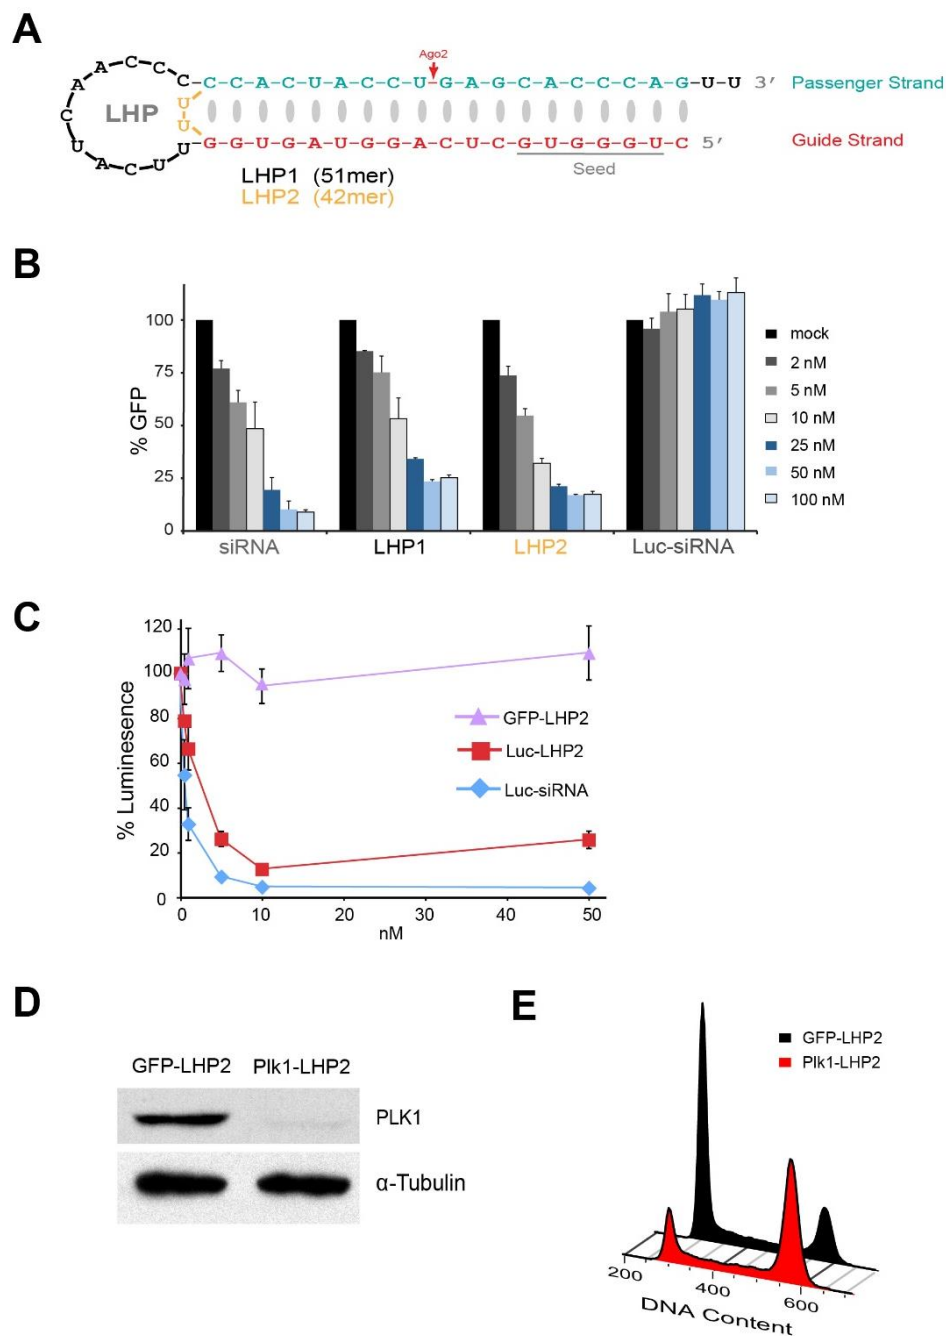 A
Ago2
A A C C C C–C–A–C–U–A–C–C–U–G–A–G–C–A–C–C–C–A–G–U–U 3′ Passenger Strand
C LHP U
U U
A C U U G–G–U–G–A–U–G–G–A–C–U–C–G–U–G–G–G–U–C 5′ Guide Strand
Seed
LHP1 (51mer)
LHP2 (42mer)
B
% GFP
100
75
50
25
0
siRNA LHP1 LHP2 Luc-siRNA
mock
2 nM
5 nM
10 nM
25 nM
50 nM
100 nM
C
% Luminesence
120
100
80
60
40
20
0
0 10 20 30 40 50
nM
GFP-LHP2
Luc-LHP2
Luc-siRNA
D
GFP-LHP2 Plk1-LHP2
PLK1
α-Tubulin
E
GFP-LHP2
Plk1-LHP2
200 400 600
DNA Content